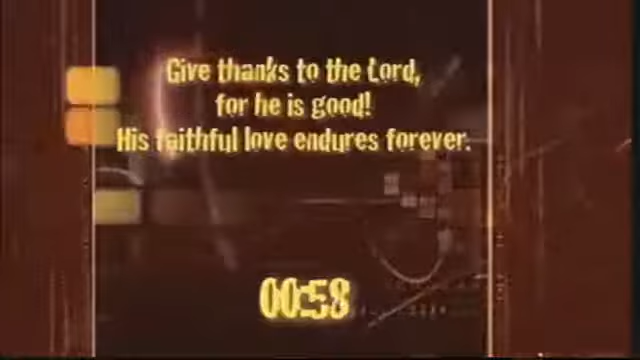 Give thanks to the Lord,
for he is good!
His faithful love endures forever.
00:58